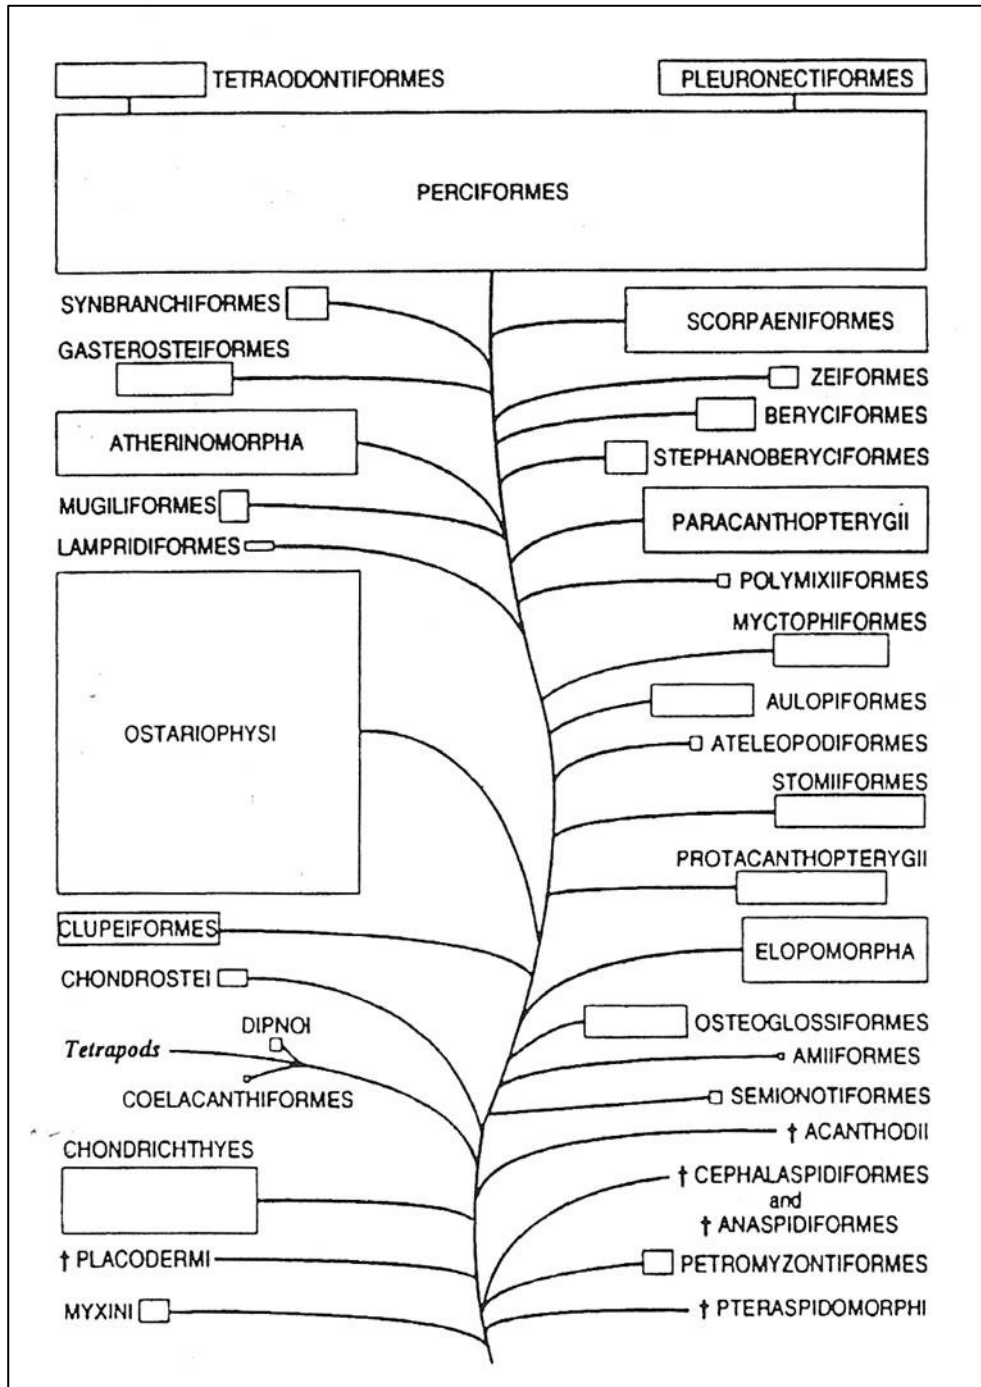 TETRAODONTIFORMES
PLEURONECTIFORMES
PERCIFORMES
SYNBRANCHIFORMES
SCORPAENIFORMES
GASTEROSTEIFORMES
ZEIFORMES
BERYCIFORMES
ATHERINOMORPHA
STEPHANOBERYCIFORMES
MUGILIFORMES
PARACANTHOPTERYGII
LAMPRIDIFORMES
POLYMIXIIFORMES
MYCTOPHIFORMES
AULOPIFORMES
OSTARIOPHYSI
ATELEOPODIFORMES
STOMIIFORMES
PROTACANTHOPTERYGII
CLUPEIFORMES
ELOPOMORPHA
CHONDROSTEI
OSTEOGLOSSIFORMES
DIPNOI
Tetrapods
AMIIFORMES
COELACANTHIFORMES
SEMIONOTIFORMES
† ACANTHODII
CHONDRICHTHYES
† CEPHALASPIDIFORMES
and
† ANASPIDIFORMES
† PLACODERMI
PETROMYZONTIFORMES
MYXINI
† PTERASPIDOMORPHI